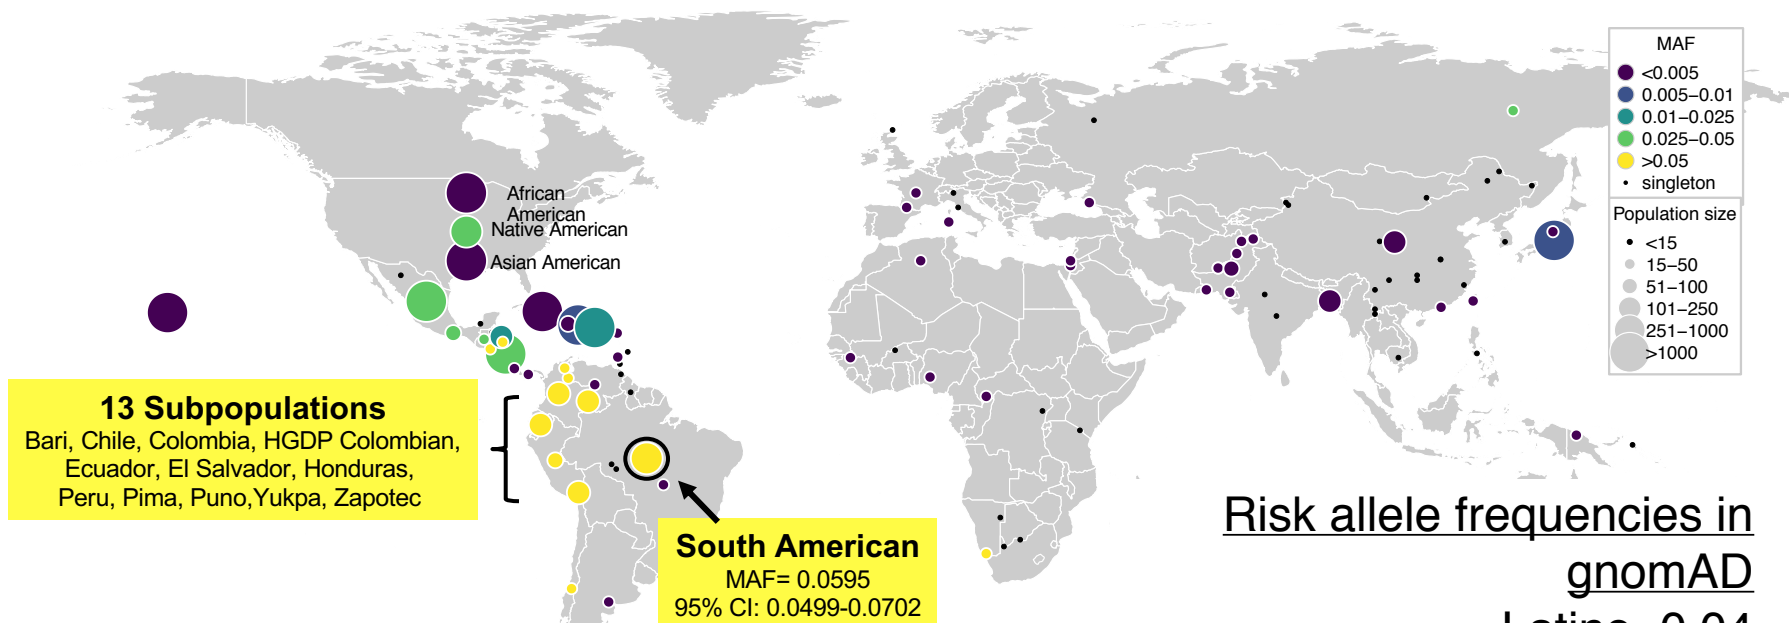 MAF
<0.005
0.005–0.01
0.01–0.025
0.025–0.05
>0.05
singleton
Population size
<15
15–50
51–100
101–250
251–1000
>1000
African
American
Native American
Asian American
13 Subpopulations
Bari, Chile, Colombia, HGDP Colombian,
Ecuador, El Salvador, Honduras,
Peru, Pima, Puno,Yukpa, Zapotec
South American
MAF= 0.0595
95% CI: 0.0499-0.0702
Risk allele frequencies in
gnomAD